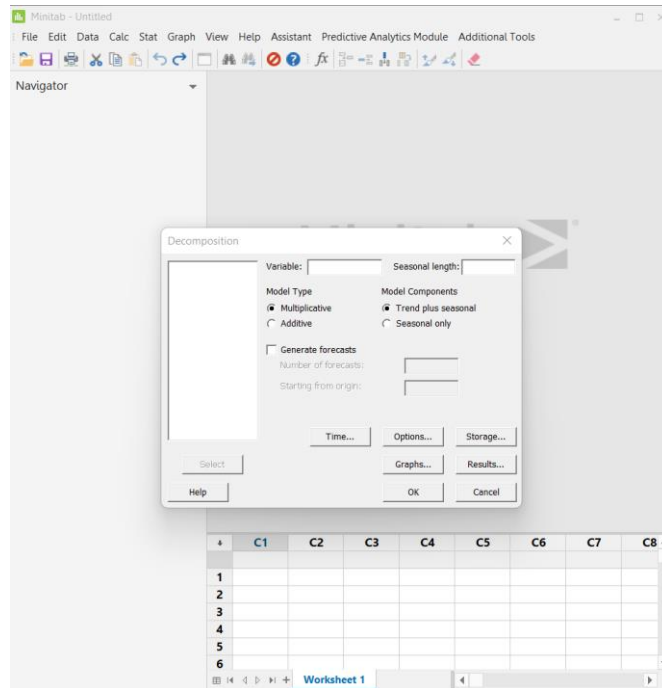 Minitab - Untitled
File Edit Data Calc Stat Graph View Help Assistant Predictive Analytics Module Additional Tools
fx
Navigator
Decomposition
Variable: Seasonal length:
Model Type Model Components
Multiplicative Trend plus seasonal
Additive Seasonal only
Generate forecasts
Number of forecasts:
Starting from origin:
Time... Options... Storage...
Select Graphs... Results...
Help OK Cancel
C1 C2 C3 C4 C5 C6 C7 C8
1
2
3
4
5
6
Worksheet 1